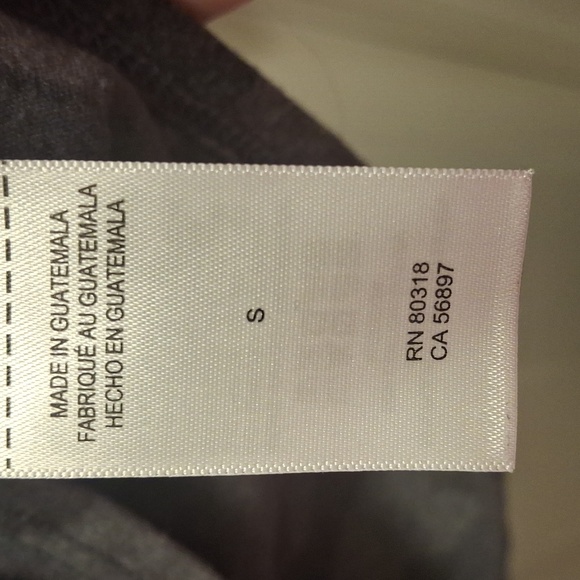 MADE IN GUATEMALA
FABRIQUÉ AU GUATEMALA
HECHO EN GUATEMALA
S
RN 80318
CA 56897